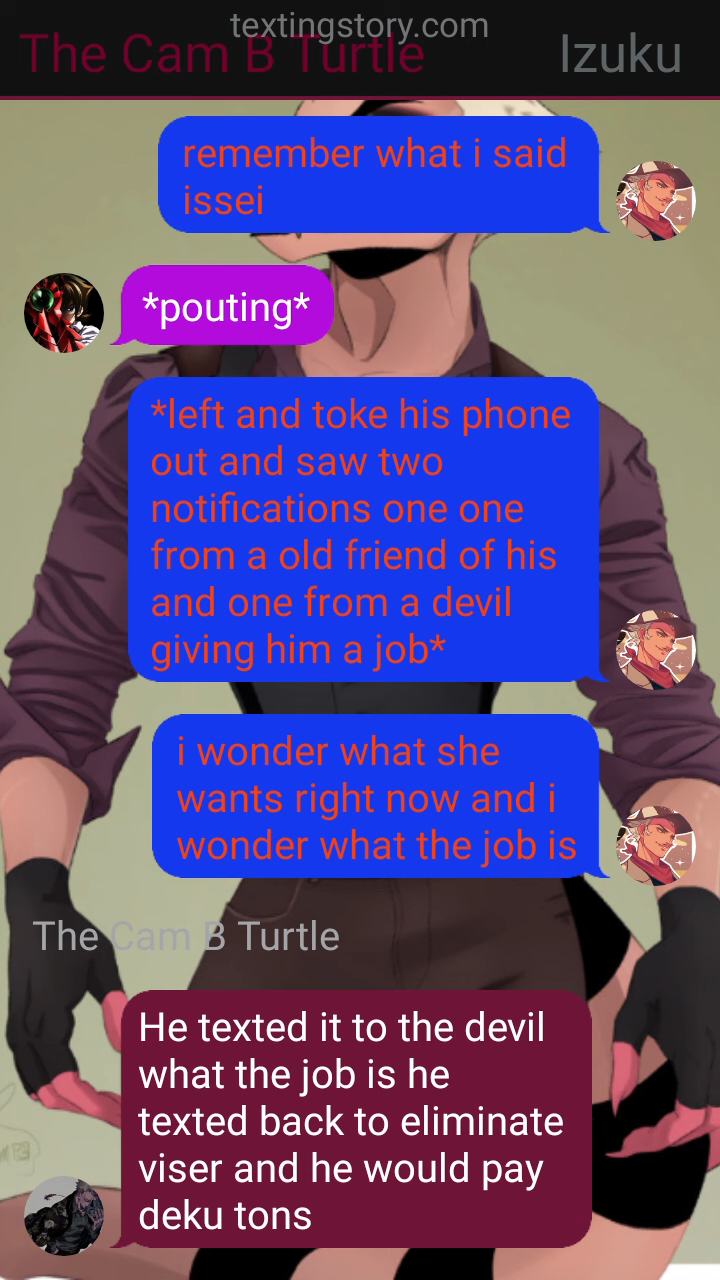 textingstory.com
The Cam B Turtle
Izuku
remember what i said
issei
*pouting*
*left and toke his phone
out and saw two
notifications one one
from a old friend of his
and one from a devil
giving him a job*
i wonder what she
wants right now and i
wonder what the job is
The Cam B Turtle
He texted it to the devil
what the job is he
texted back to eliminate
viser and he would pay
deku tons